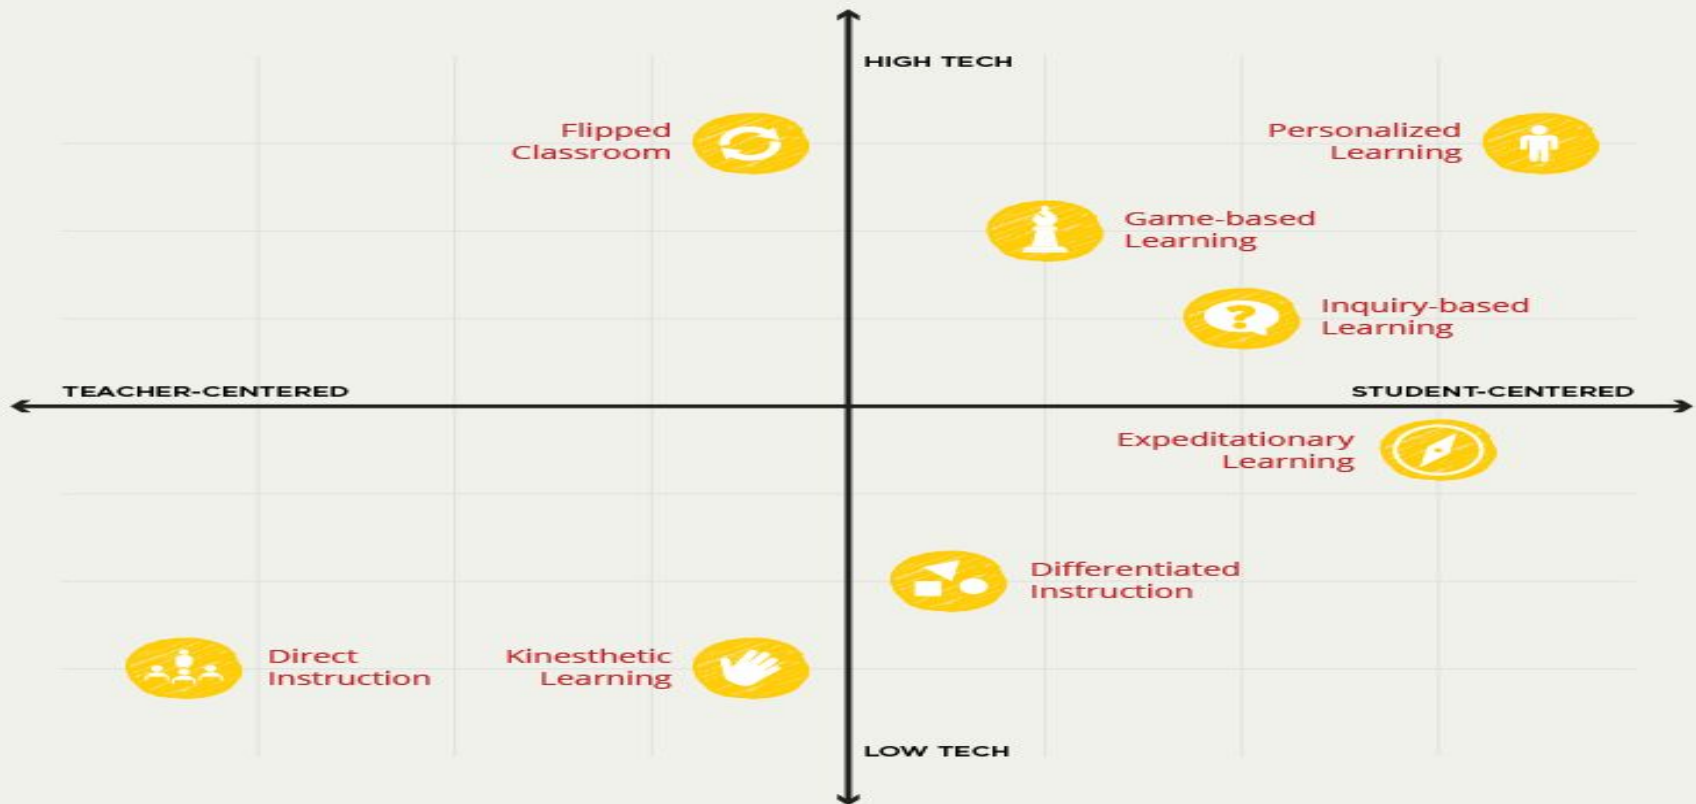 HIGH TECH
Flipped
Classroom
Personalized
Learning
Game-based
Learning
Inquiry-based
Learning
TEACHER-CENTERED
STUDENT-CENTERED
Expeditationary
Learning
Differentiated
Instruction
Direct
Instruction
Kinesthetic
Learning
LOW TECH